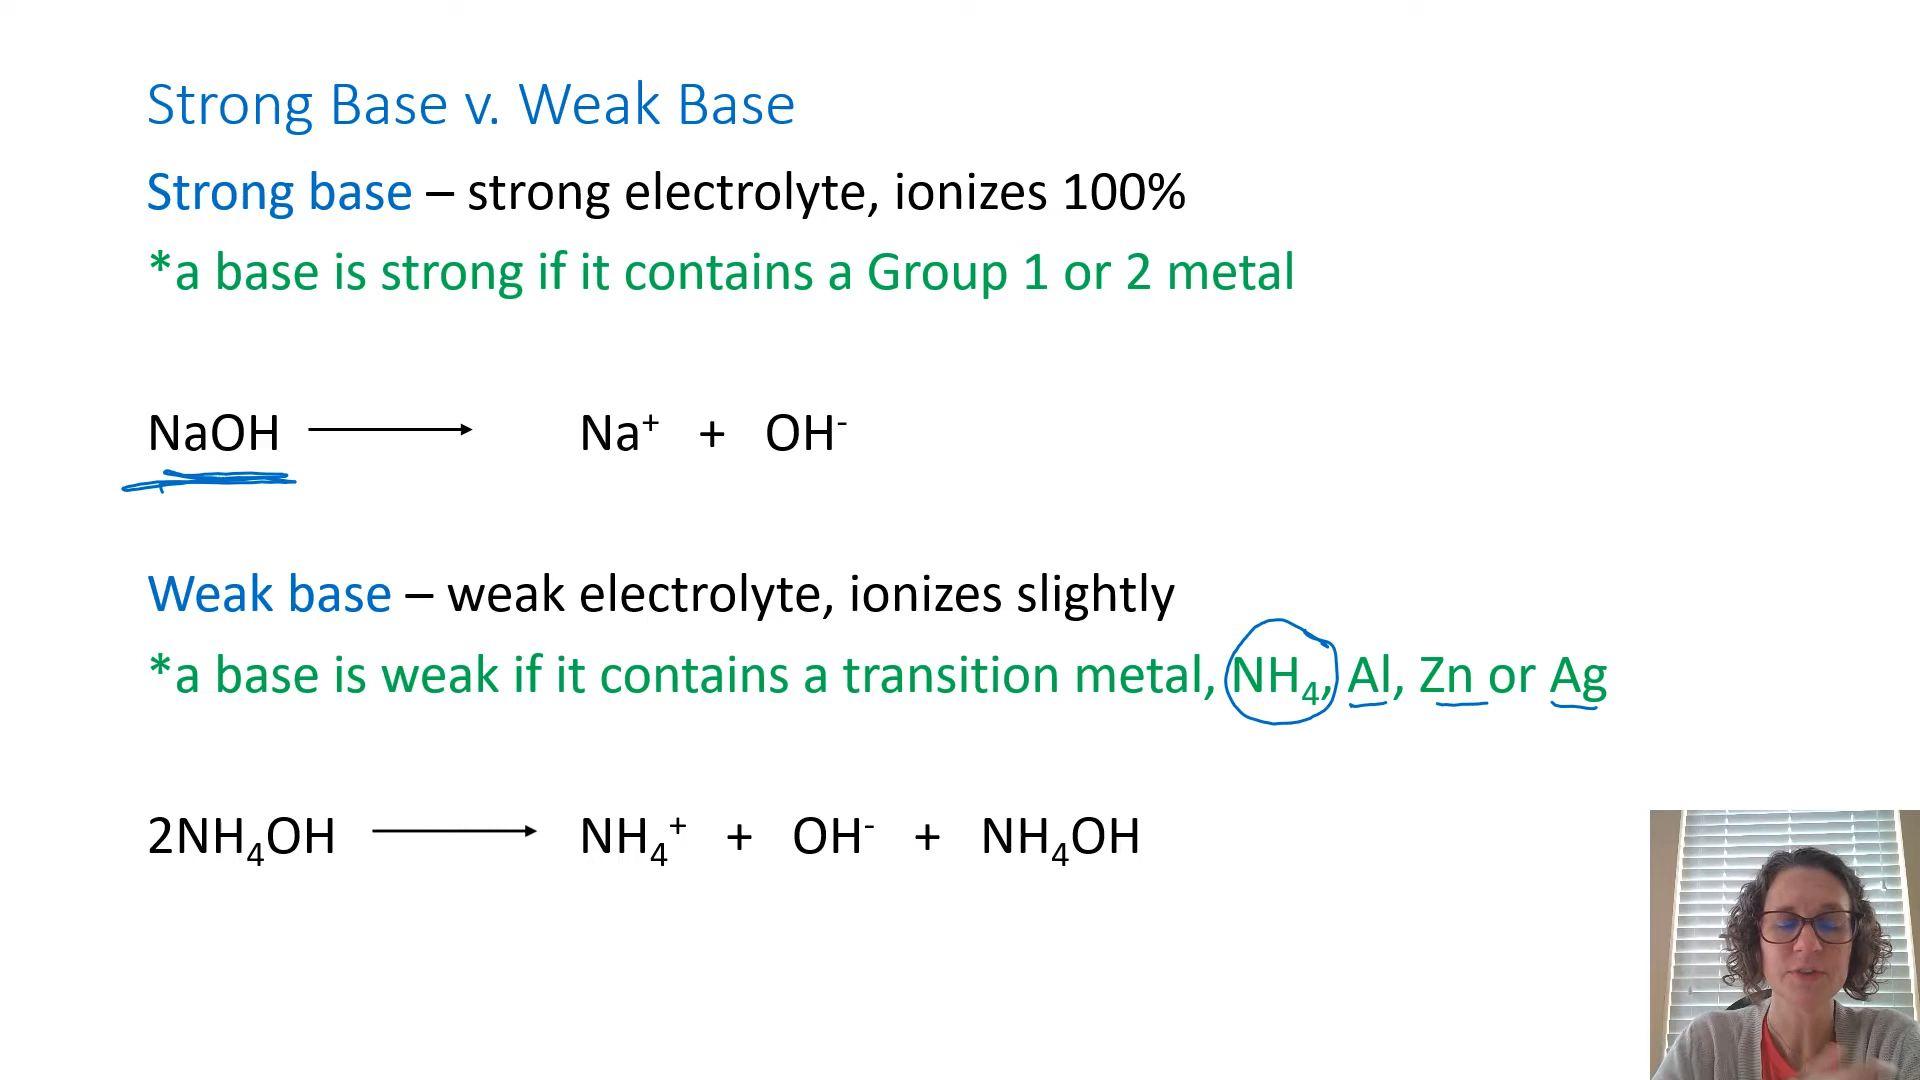 Strong Base v. Weak Base
Strong base – strong electrolyte, ionizes 100%
*a base is strong if it contains a Group 1 or 2 metal
NaOH ⟶ Na⁺ + OH⁻
Weak base – weak electrolyte, ionizes slightly
*a base is weak if it contains a transition metal, NH₄, Al, Zn or Ag
2NH₄OH ⟶ NH₄⁺ + OH⁻ + NH₄OH